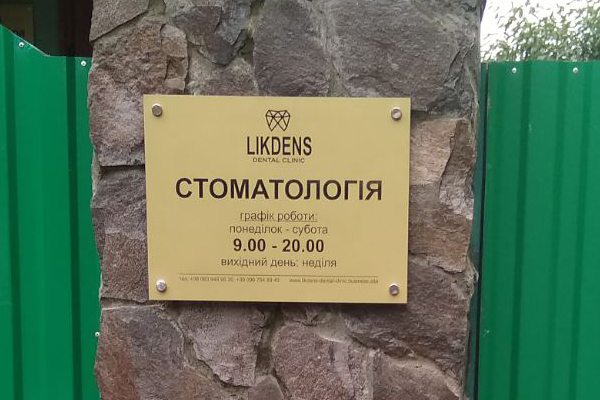 LIKDENS
DENTAL CLINIC
СТОМАТОЛОГІЯ
графік роботи:
понеділок - субота
9.00 - 20.00
вихідний день: неділя